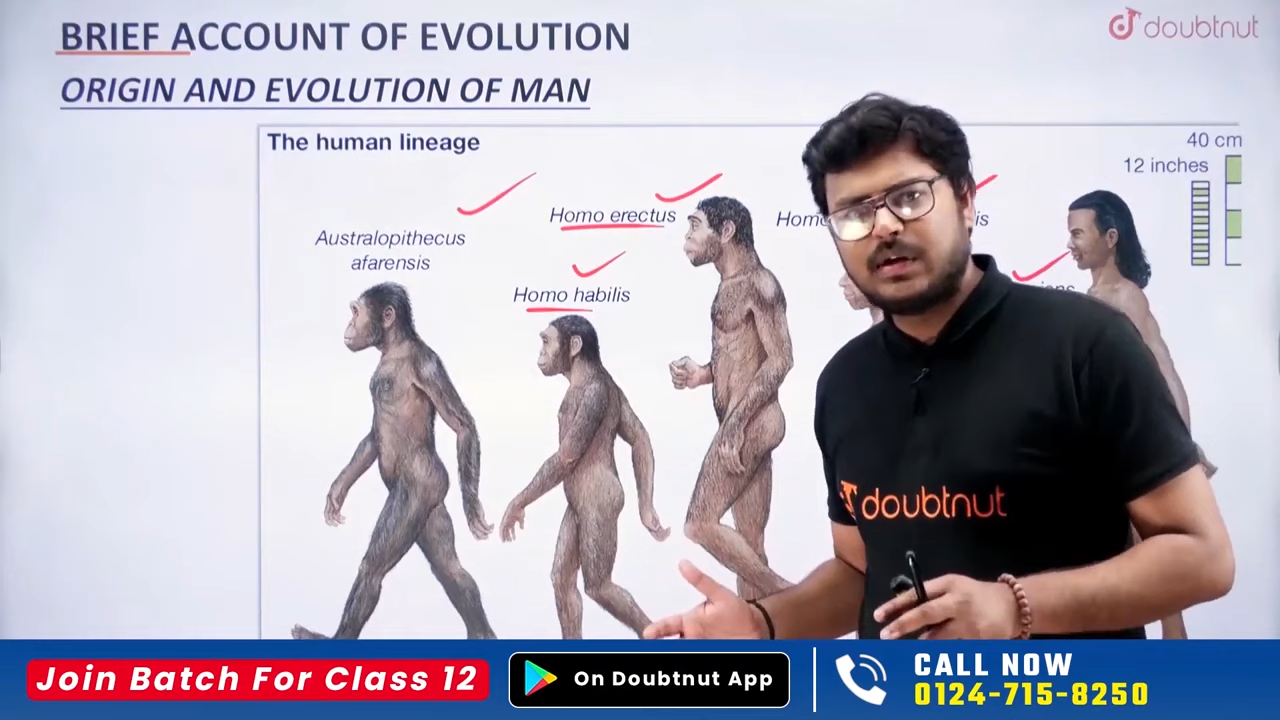 BRIEF ACCOUNT OF EVOLUTION
doubtnut
ORIGIN AND EVOLUTION OF MAN
The human lineage
40 cm
12 inches
Homo erectus
Australopithecus
afarensis
Homo habilis
doubtnut
Join Batch For Class 12
On Doubtnut App
CALL NOW
0124-715-8250